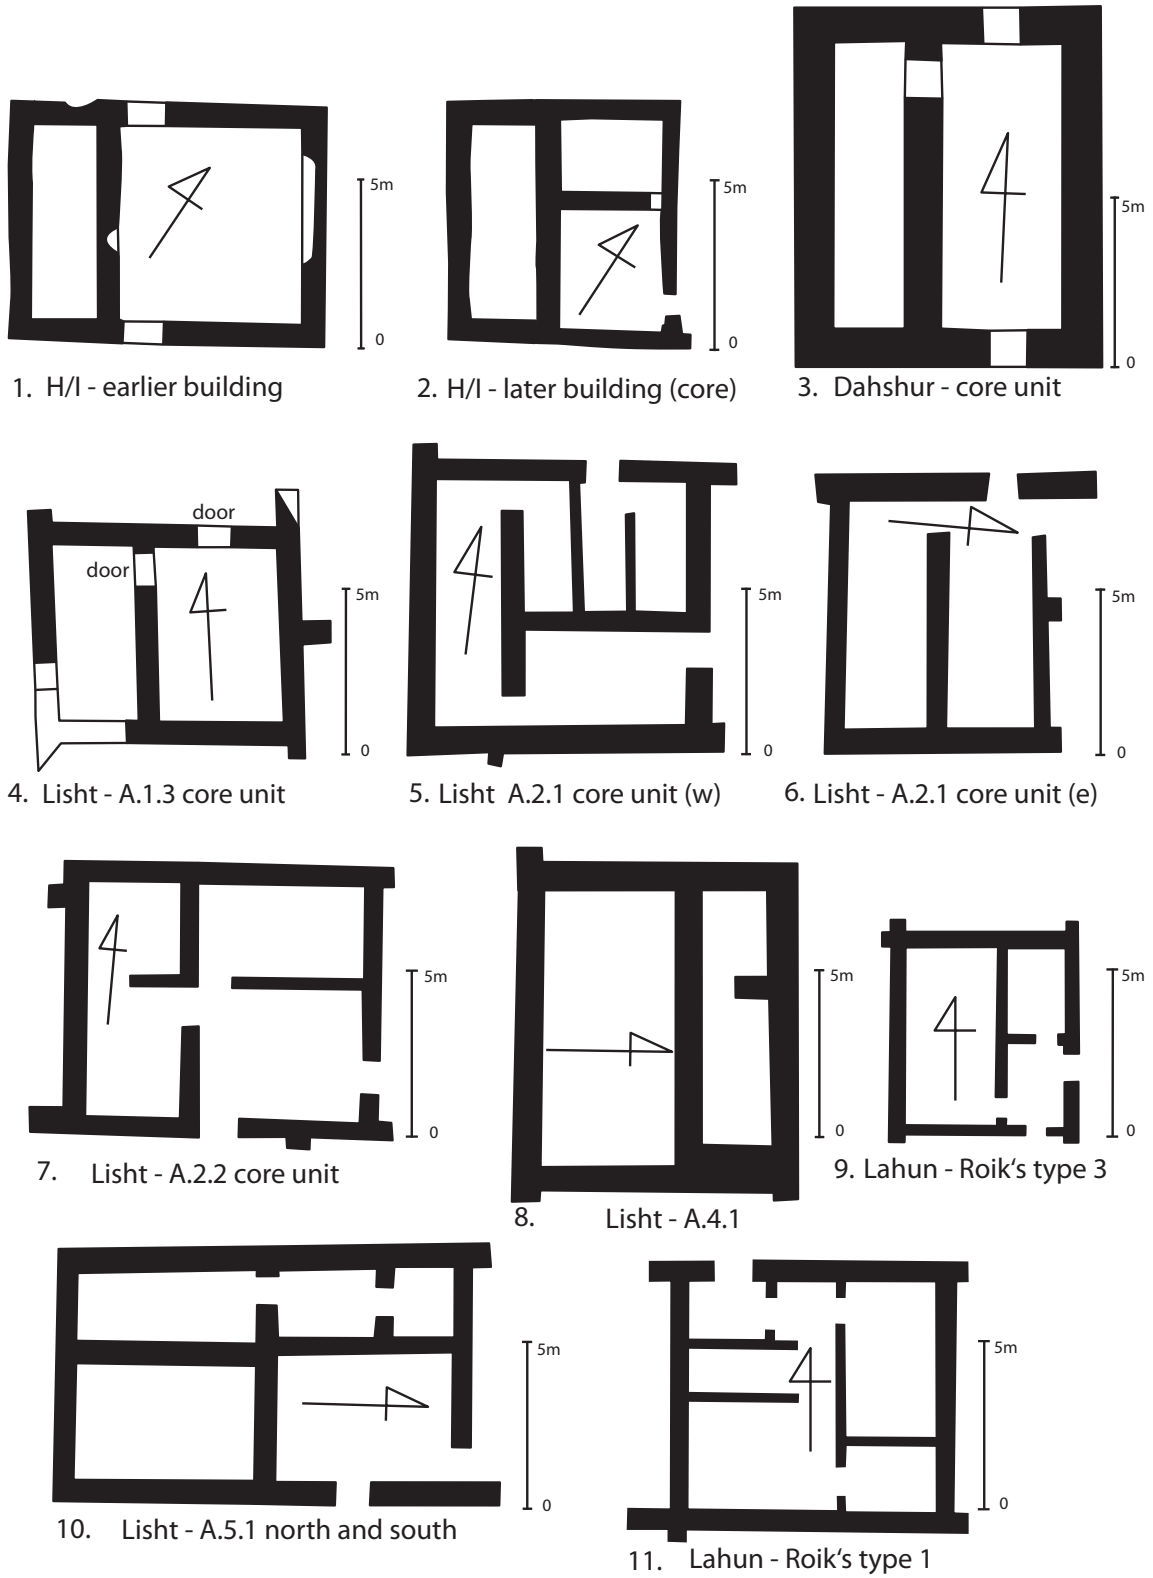 5m
0
1. H/I - earlier building
5m
0
2. H/I - later building (core)
5m
0
3. Dahshur - core unit
door
door
5m
0
4. Lisht - A.1.3 core unit
5m
0
5. Lisht A.2.1 core unit (w)
5m
0
6. Lisht - A.2.1 core unit (e)
5m
0
7. Lisht - A.2.2 core unit
5m
0
8. Lisht - A.4.1
5m
0
9. Lahun - Roik‘s type 3
5m
0
10. Lisht - A.5.1 north and south
5m
0
11. Lahun - Roik‘s type 1